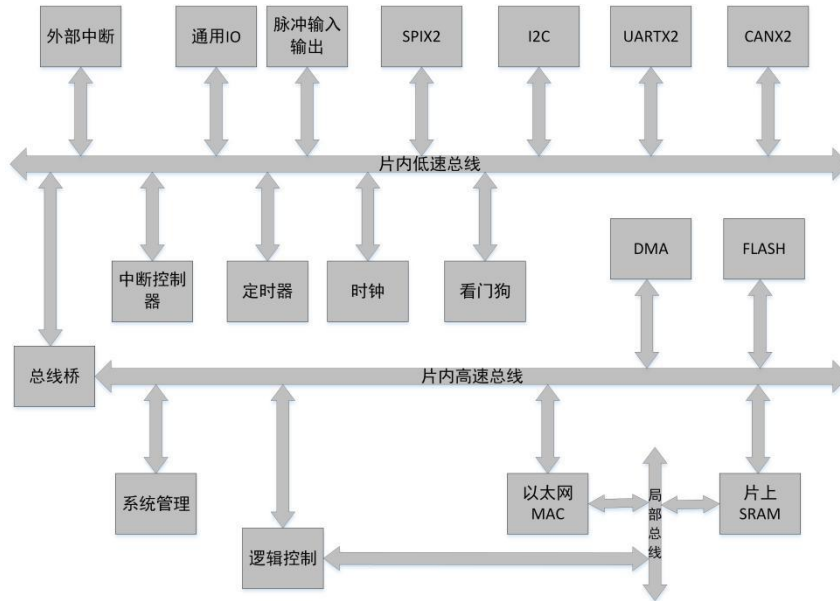 外部中断
通用IO
脉冲输入
输出
SPIX2
I2C
UARTX2
CANX2
片内低速总线
中断控制
器
定时器
时钟
看门狗
DMA
FLASH
总线桥
片内高速总线
系统管理
逻辑控制
以太网
MAC
局
部
总
线
片上
SRAM